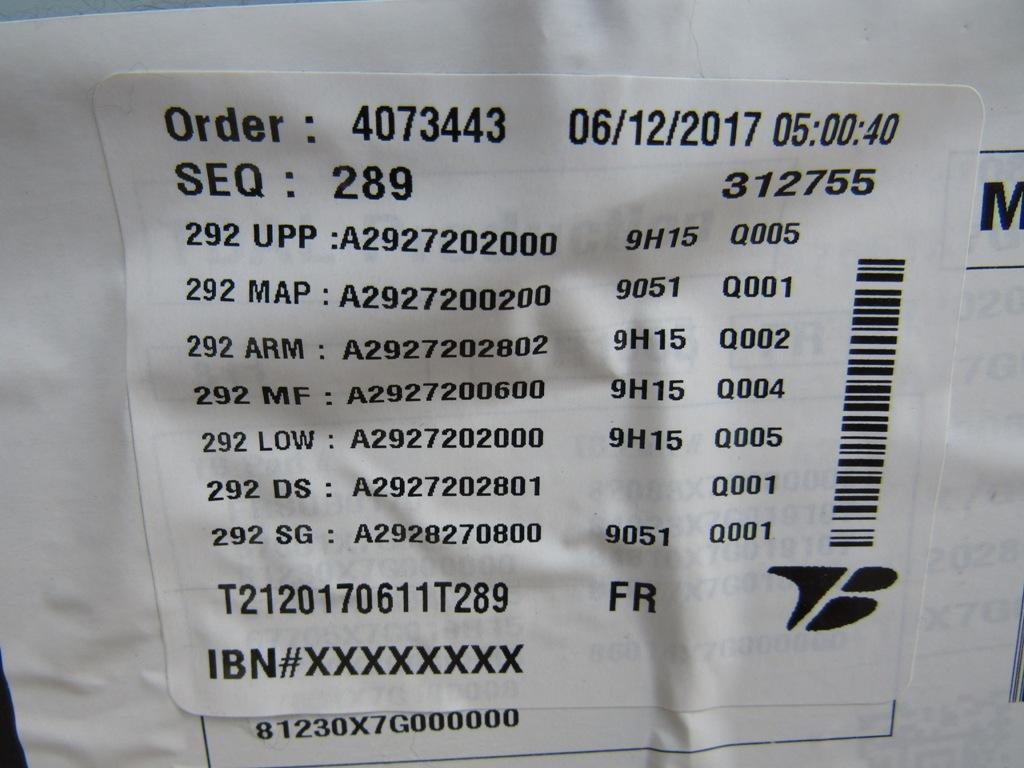 Order : 4073443 06/12/2017 05:00:40
SEQ : 289 312755
292 UPP :A2927202000 9H15 Q005
292 MAP : A2927200200 9051 Q001
292 ARM : A2927202802 9H15 Q002
292 MF : A2927200600 9H15 Q004
292 LOW : A2927202000 9H15 Q005
292 DS : A2927202801 Q001
292 SG : A2928270800 9051 Q001
T2120170611T289 FR TB
IBN#XXXXXXXX
81230X7G000000
M